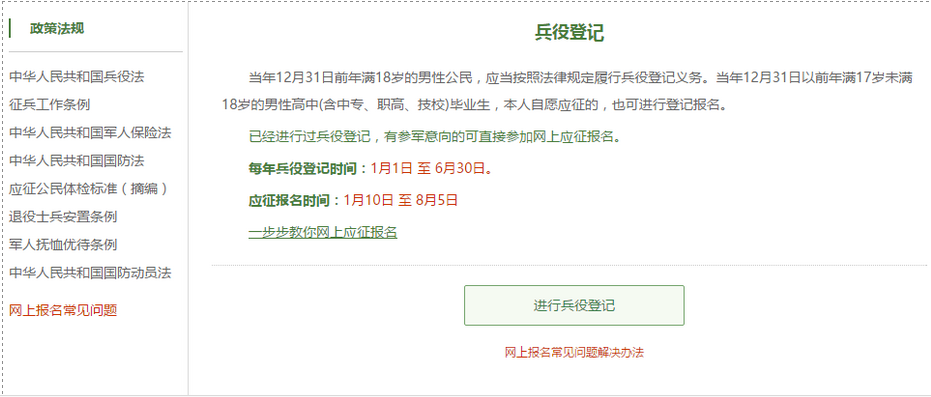 政策法规
中华人民共和国兵役法
征兵工作条例
中华人民共和国军人保险法
中华人民共和国国防法
应征公民体检标准（摘编）
退役士兵安置条例
军人抚恤优待条例
中华人民共和国国防动员法
网上报名常见问题
兵役登记
当年12月31日前年满18岁的男性公民，应当按照法律规定履行兵役登记义务。当年12月31日以前年满17岁未满
18岁的男性高中(含中专、职高、技校)毕业生，本人自愿应征的，也可进行登记报名。
已经进行过兵役登记，有参军意向的可直接参加网上应征报名。
每年兵役登记时间：1月1日 至 6月30日。
应征报名时间：1月10日 至 8月5日
一步步教你网上应征报名
进行兵役登记
网上报名常见问题解决办法